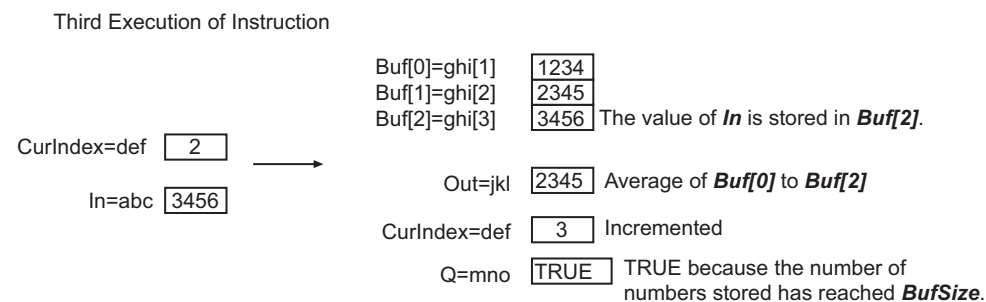 Third Execution of Instruction
Buf[0]=ghi[1] 1234
Buf[1]=ghi[2] 2345
Buf[2]=ghi[3] 3456 The value of In is stored in Buf[2].
CurIndex=def 2
In=abc 3456
Out=jkl 2345 Average of Buf[0] to Buf[2]
CurIndex=def 3 Incremented
Q=mno TRUE TRUE because the number of
numbers stored has reached BufSize.